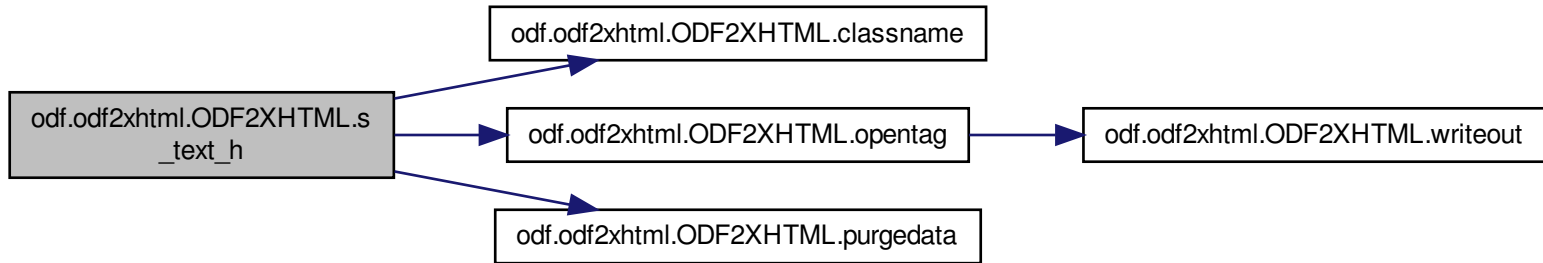 odf.odf2xhtml.ODF2XHTML.classname
odf.odf2xhtml.ODF2XHTML.s
_text_h
odf.odf2xhtml.ODF2XHTML.opentag
odf.odf2xhtml.ODF2XHTML.writeout
odf.odf2xhtml.ODF2XHTML.purgedata